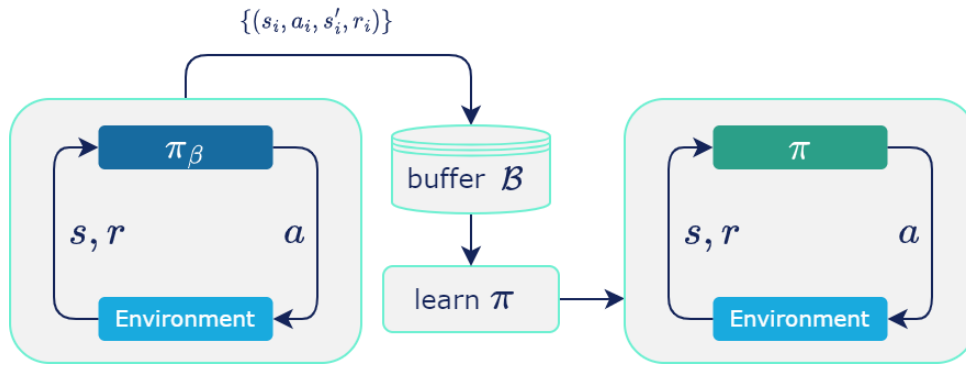 {(s_i, a_i, s'_i, r_i)}
π_β
s, r
a
Environment
buffer ℬ
learn π
π
s, r
a
Environment